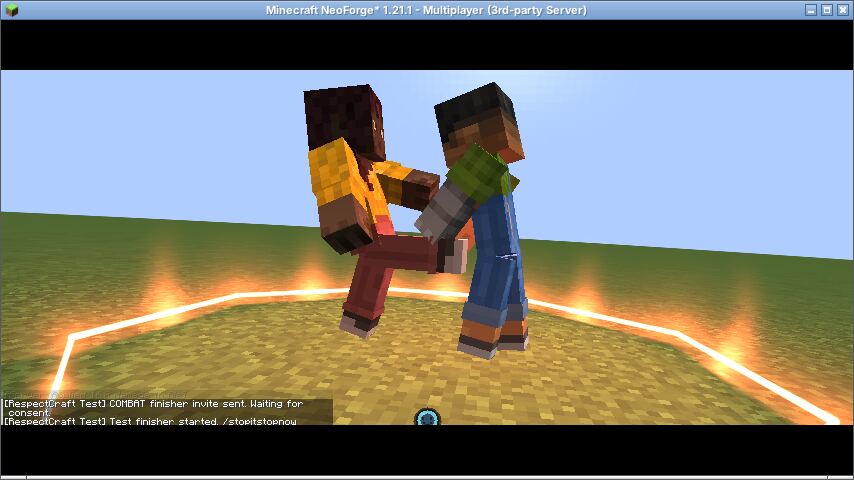 Minecraft NeoForge* 1.21.1 - Multiplayer (3rd-party Server)
[RespectCraft Test] COMBAT finisher invite sent. Waiting for
consent.
[RespectCraft Test] Test finisher started. /stopitstopnow